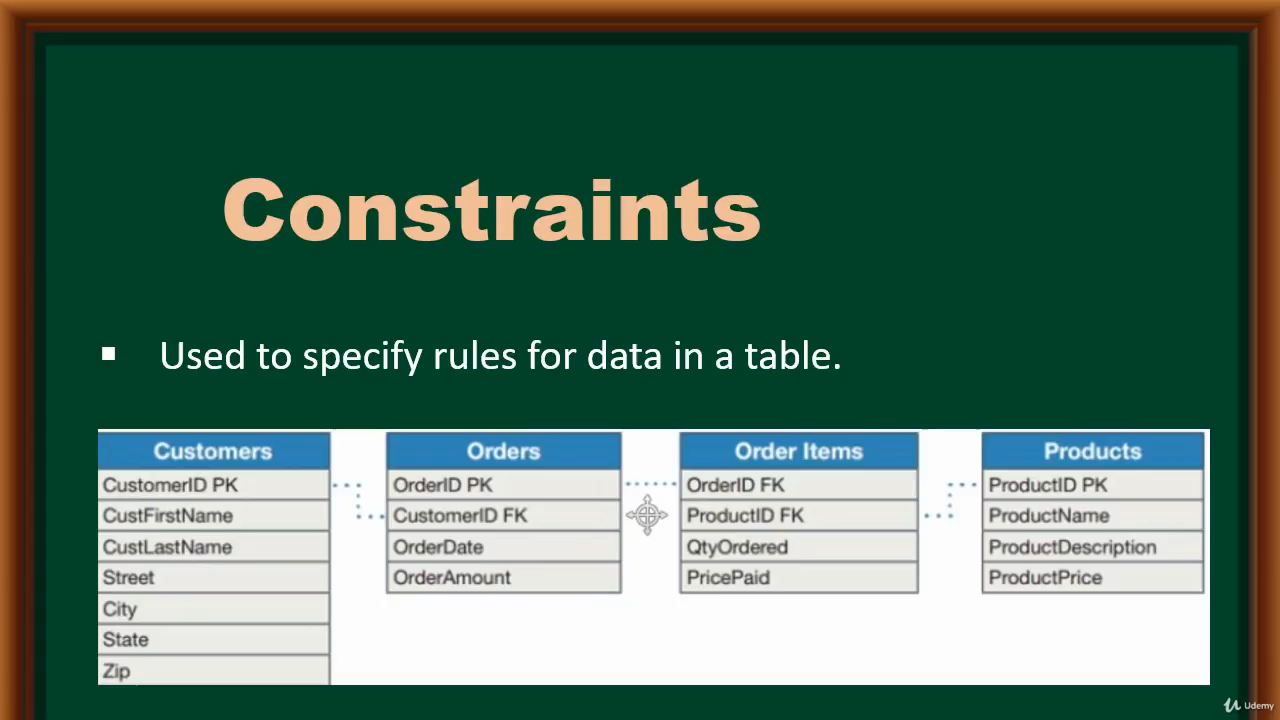 Constraints
▪ Used to specify rules for data in a table.
Customers
CustomerID PK
CustFirstName
CustLastName
Street
City
State
Zip
Orders
OrderID PK
CustomerID FK
OrderDate
OrderAmount
Order Items
OrderID FK
ProductID FK
QtyOrdered
PricePaid
Products
ProductID PK
ProductName
ProductDescription
ProductPrice
Udemy